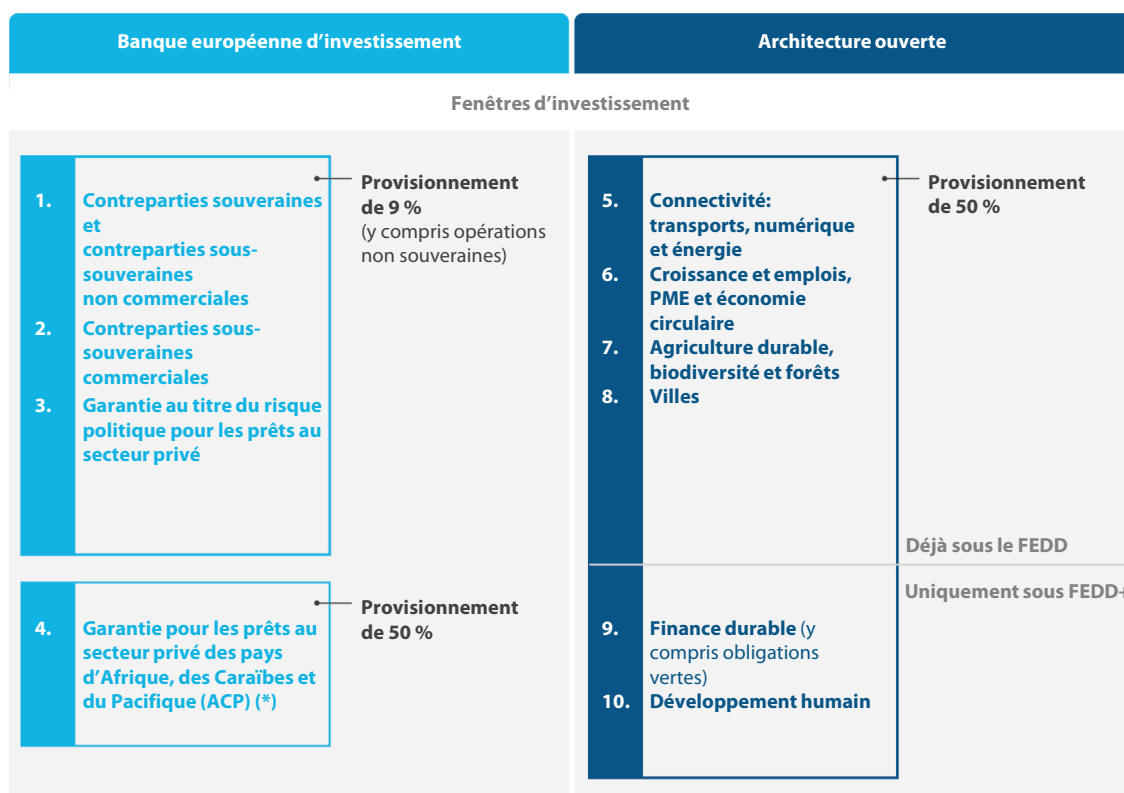 Banque européenne d’investissement
Architecture ouverte
Fenêtres d’investissement
1. Contreparties souveraines
et
contreparties sous-
souveraines
non commerciales
2. Contreparties sous-
souveraines
commerciales
3. Garantie au titre du risque
politique pour les prêts au
secteur privé
Provisionnement
de 9 %
(y compris opérations
non souveraines)
4. Garantie pour les prêts au
secteur privé des pays
d’Afrique, des Caraïbes et
du Pacifique (ACP) (*)
Provisionnement
de 50 %
5. Connectivité:
transports, numérique
et énergie
6. Croissance et emplois,
PME et économie
circulaire
7. Agriculture durable,
biodiversité et forêts
8. Villes
Provisionnement
de 50 %
Déjà sous le FEDD
Uniquement sous FEDD+
9. Finance durable (y
compris obligations
vertes)
10. Développement humain